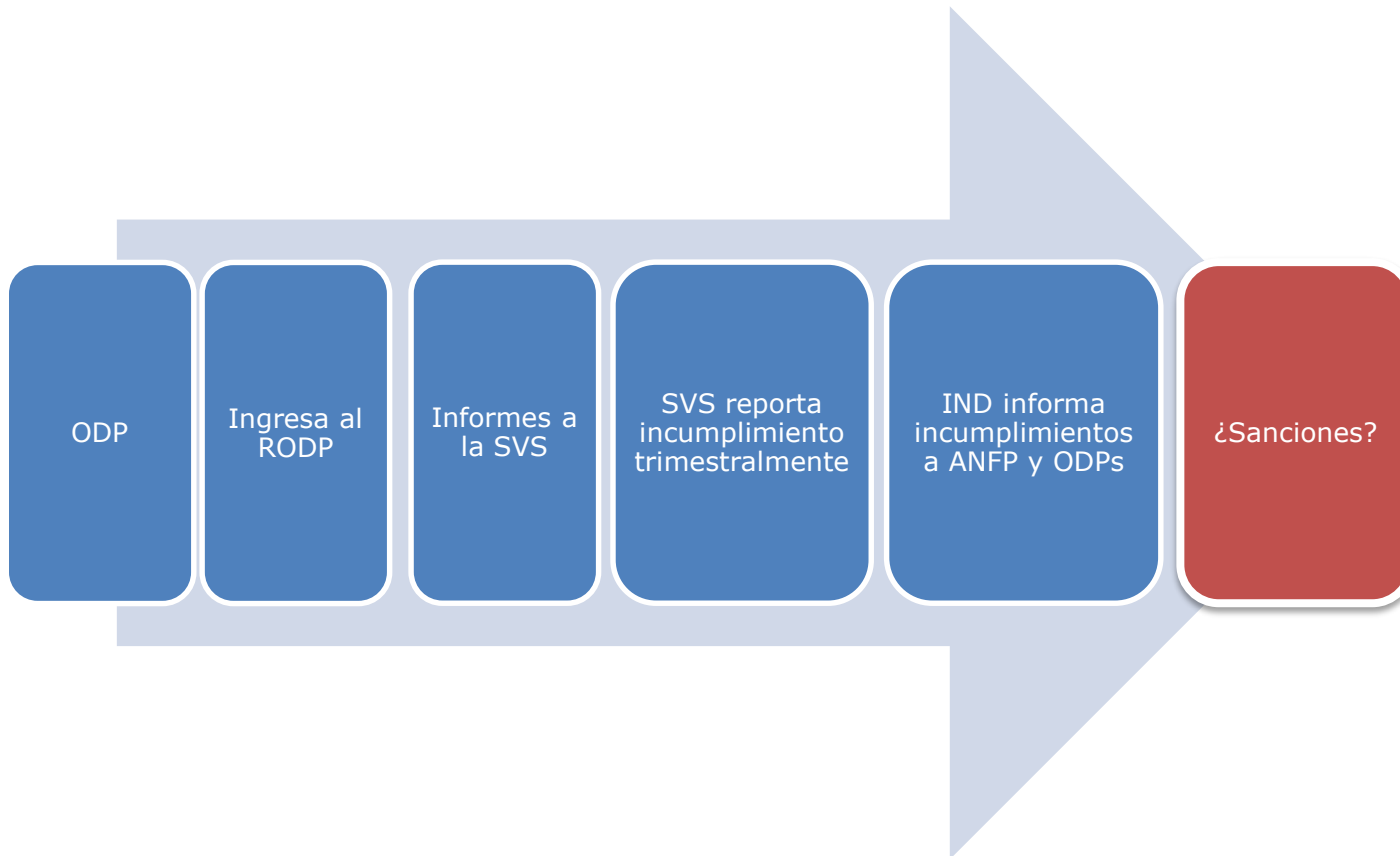 ODP
Ingresa al
RODP
Informes a
la SVS
SVS reporta
incumplimiento
trimestralmente
IND informa
incumplimientos
a ANFP y ODPs
¿Sanciones?